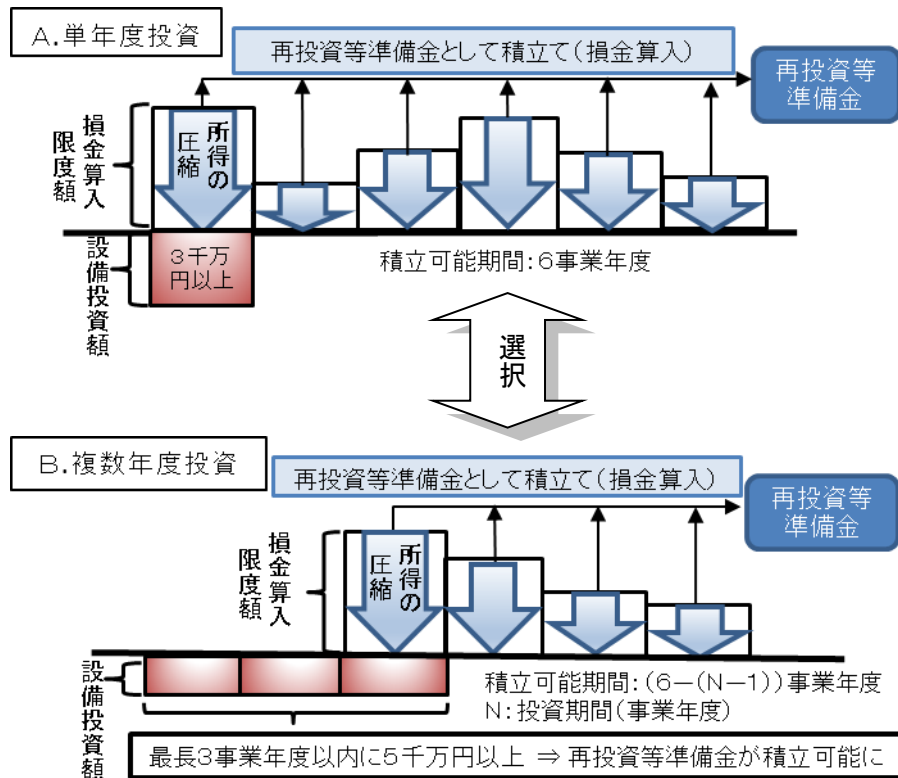 A.単年度投資
再投資等準備金として積立て(損金算入)
再投資等
準備金
損金算入
限度額
所得の
圧縮
設備投資額
3千万
円以上
積立可能期間:6事業年度
選択
B.複数年度投資
再投資等準備金として積立て(損金算入)
再投資等
準備金
損金算入
限度額
所得の
圧縮
設備投資額
積立可能期間:(6-(N-1))事業年度
N:投資期間(事業年度)
最長3事業年度以内に5千万円以上 ⇒ 再投資等準備金が積立可能に